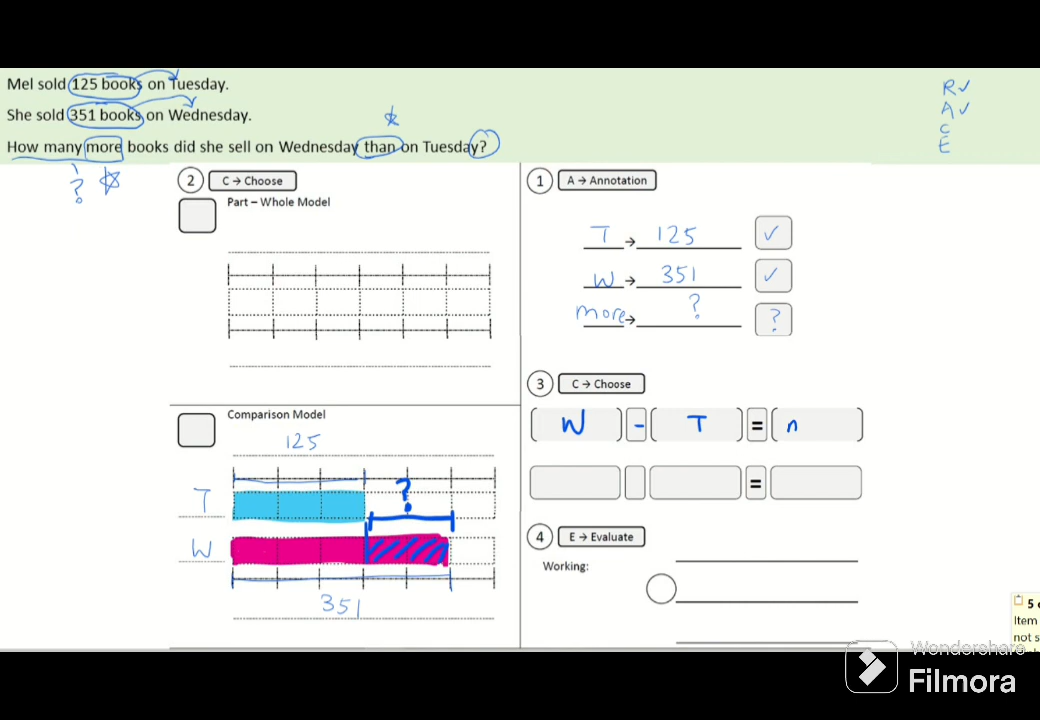 Mel sold 125 books on Tuesday.
She sold 351 books on Wednesday.
How many more books did she sell on Wednesday than on Tuesday?
?
R ✓
A ✓
C
E
2 C → Choose
Part – Whole Model
Comparison Model
125
T
?
W
351
1 A → Annotation
T → 125 ✓
W → 351 ✓
more → ? ?
3 C → Choose
W - T = n
=
4 E → Evaluate
Working:
5
Item
not s
Wondershare
Filmora